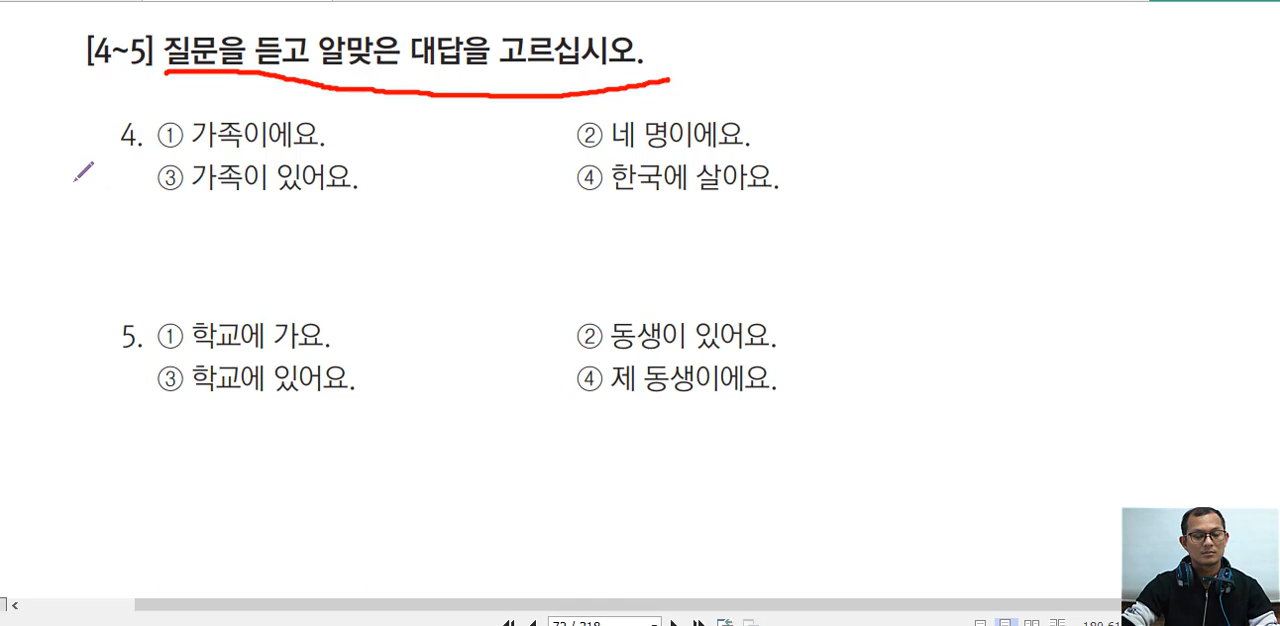 [4~5] 질문을 듣고 알맞은 대답을 고르십시오.
4. ① 가족이에요. ② 네 명이에요.
③ 가족이 있어요. ④ 한국에 살아요.
5. ① 학교에 가요. ② 동생이 있어요.
③ 학교에 있어요. ④ 제 동생이에요.